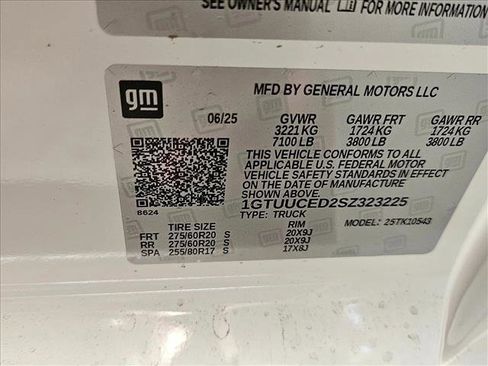 SEE OWNER'S MANUAL FOR MORE INFORMATION
gm
MFD BY GENERAL MOTORS LLC
06/25 GVWR GAWR FRT GAWR RR
3221 KG 1724 KG 1724 KG
7100 LB 3800 LB 3800 LB
THIS VEHICLE CONFORMS TO ALL
APPLICABLE U.S. FEDERAL MOTOR
VEHICLE SAFETY STANDARDS IN EFFECT
ON THE DATE OF MANUFACTURE
SHOWN ABOVE.
1GTUUCED2SZ323225
8624 TYPE: TRUCK MODEL: 25TK10543
TIRE SIZE RIM
FRT 275/60R20 S 20X9J
RR 275/60R20 S 20X9J
SPA 255/80R17 S 17X8J